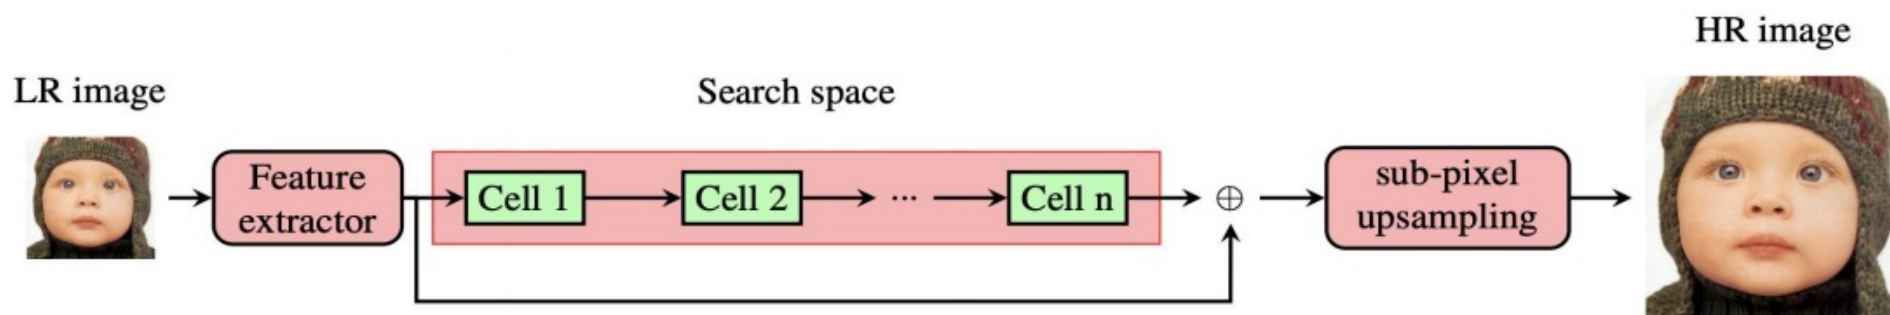 LR image
Search space
HR image
Feature
extractor
Cell 1
Cell 2
...
Cell n
sub-pixel
upsampling